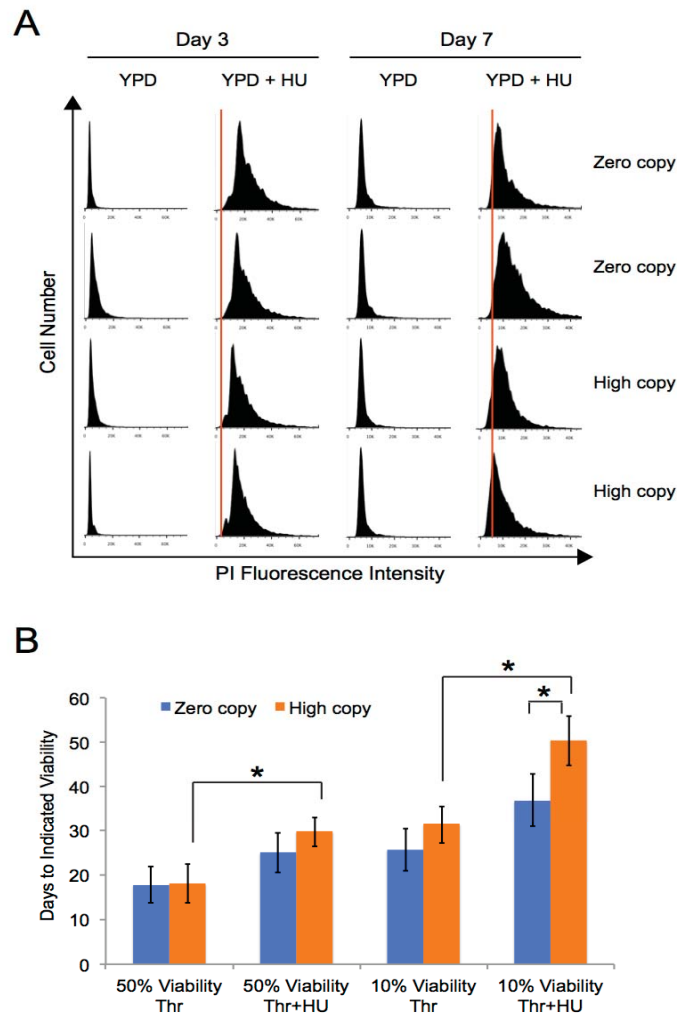 A
Day 3 Day 7
YPD YPD + HU YPD YPD + HU
Zero copy
Zero copy
High copy
High copy
Cell Number
PI Fluorescence Intensity
B
Zero copy High copy
* * *
Days to Indicated Viability
60
50
40
30
20
10
0
50% Viability 50% Viability 10% Viability 10% Viability
Thr Thr+HU Thr Thr+HU